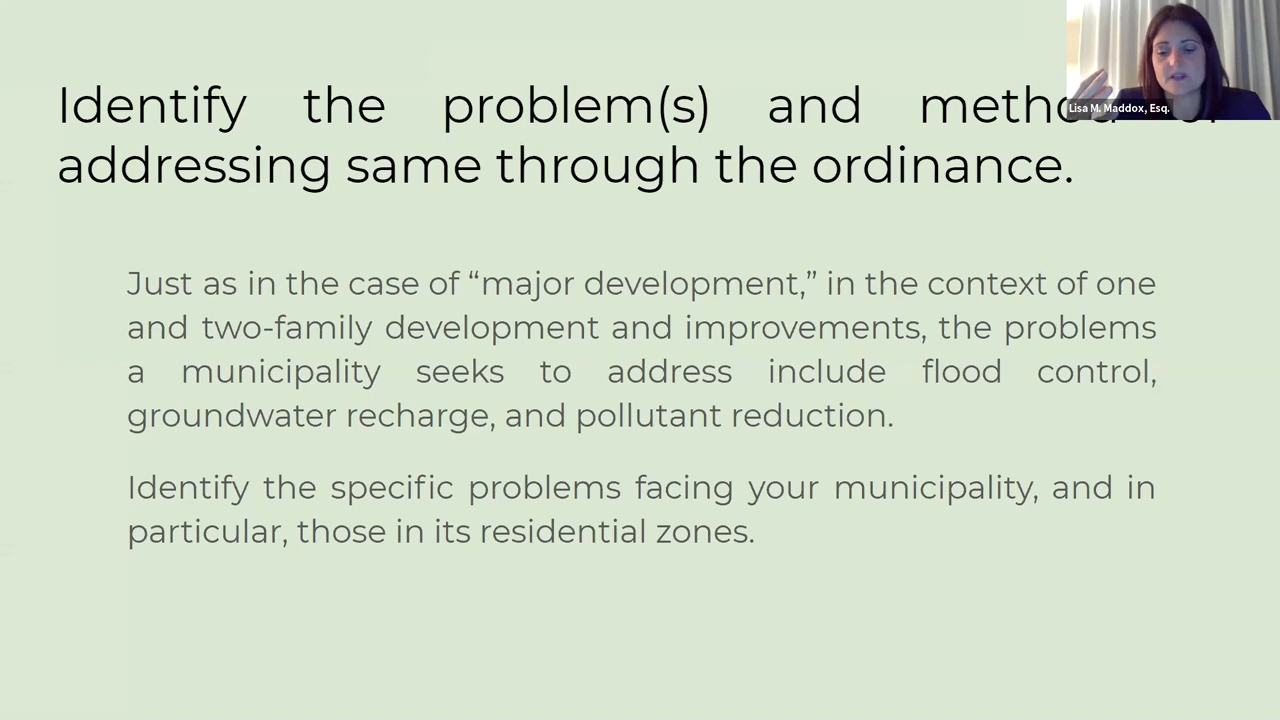 Identify the problem(s) and method
addressing same through the ordinance.
Lisa M. Maddox, Esq.
Just as in the case of “major development,” in the context of one
and two-family development and improvements, the problems
a municipality seeks to address include flood control,
groundwater recharge, and pollutant reduction.
Identify the specific problems facing your municipality, and in
particular, those in its residential zones.